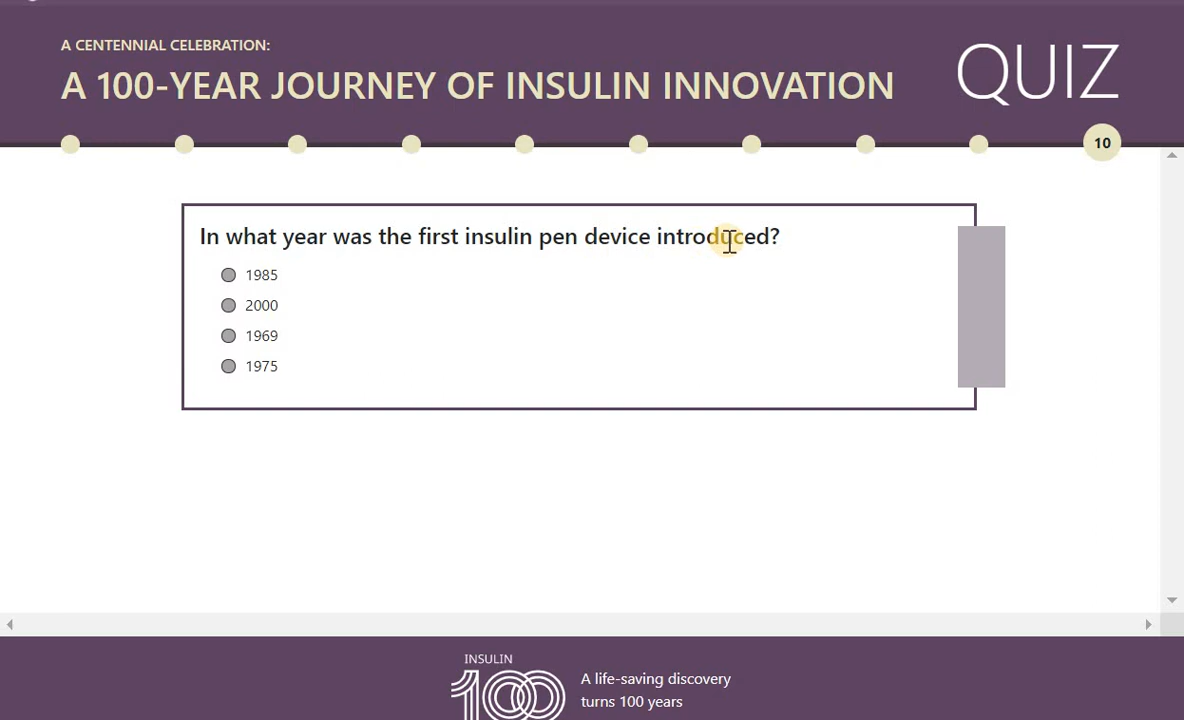 A CENTENNIAL CELEBRATION:
A 100-YEAR JOURNEY OF INSULIN INNOVATION
QUIZ
10
In what year was the first insulin pen device introduced?
1985
2000
1969
1975
INSULIN
100
A life-saving discovery
turns 100 years